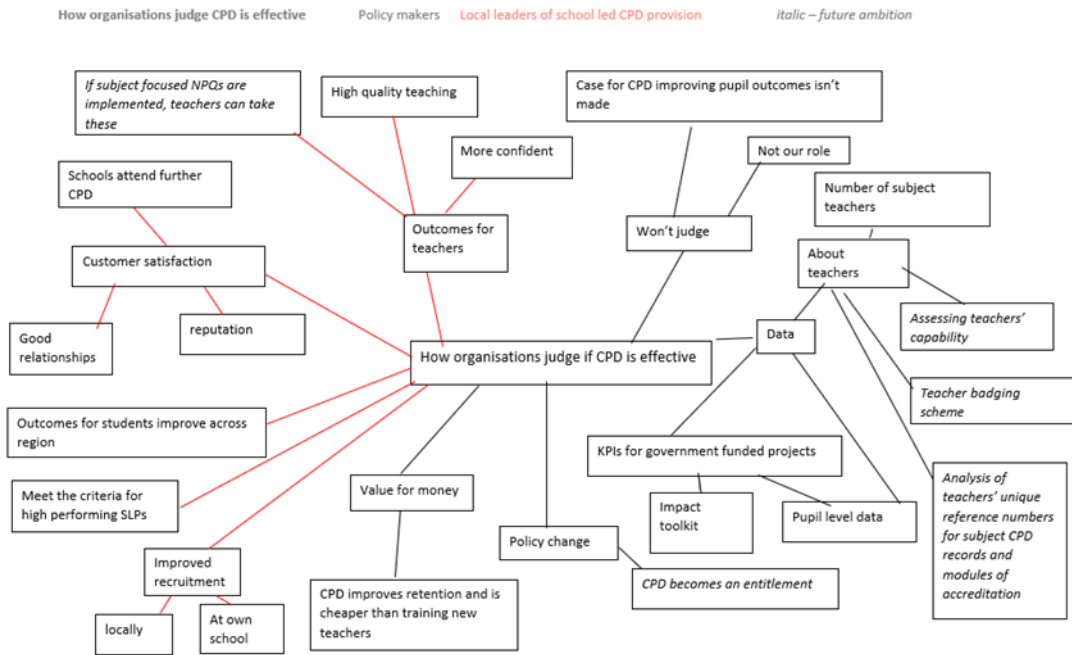 How organisations judge CPD is effective
Policy makers
Local leaders of school led CPD provision
italic – future ambition
If subject focused NPQs are
implemented, teachers can take
these
High quality teaching
Case for CPD improving pupil outcomes isn't
made
More confident
Not our role
Schools attend further
CPD
Number of subject
teachers
Outcomes for
teachers
Won't judge
Customer satisfaction
About
teachers
Good
relationships
reputation
Assessing teachers'
capability
Data
How organisations judge if CPD is effective
Teacher badging
scheme
Outcomes for students improve across
region
KPIs for government funded projects
Meet the criteria for
high performing SLPs
Value for money
Impact
toolkit
Pupil level data
Analysis of
teachers' unique
reference numbers
for subject CPD
records and
modules of
accreditation
Policy change
Improved
recruitment
CPD becomes an entitlement
CPD improves retention and is
cheaper than training new
teachers
locally
At own
school